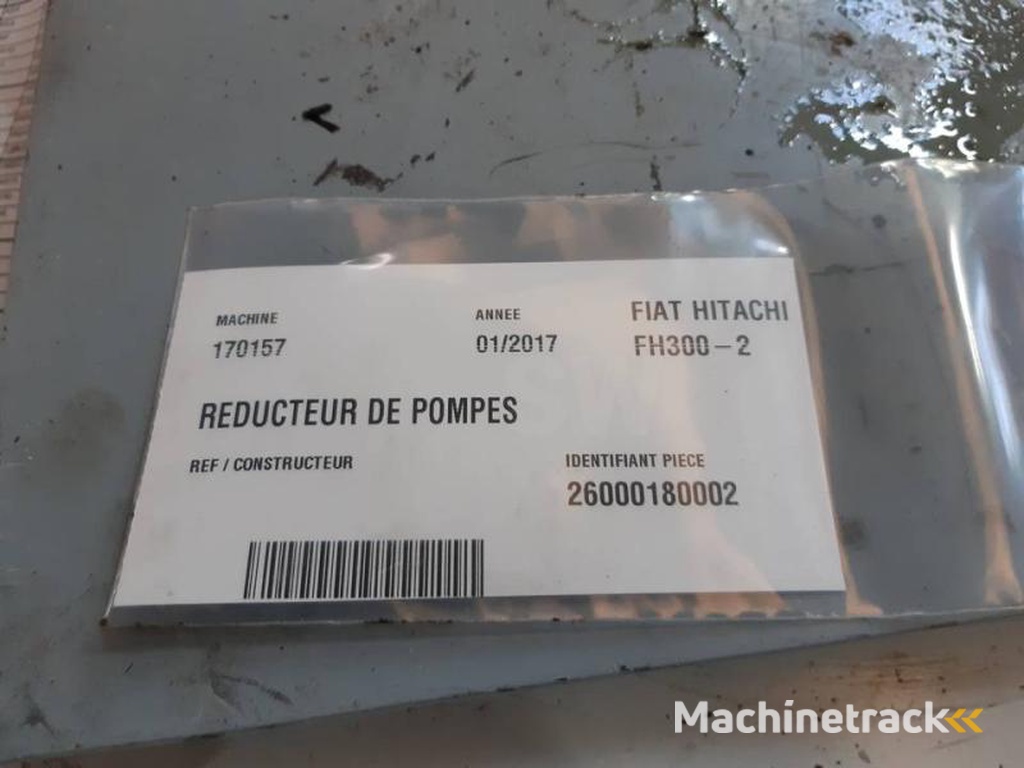 MACHINE
170157
ANNEE
01/2017
FIAT HITACHI
FH300-2
REDUCTEUR DE POMPES
REF / CONSTRUCTEUR
IDENTIFIANT PIECE
26000180002
Machinetrack